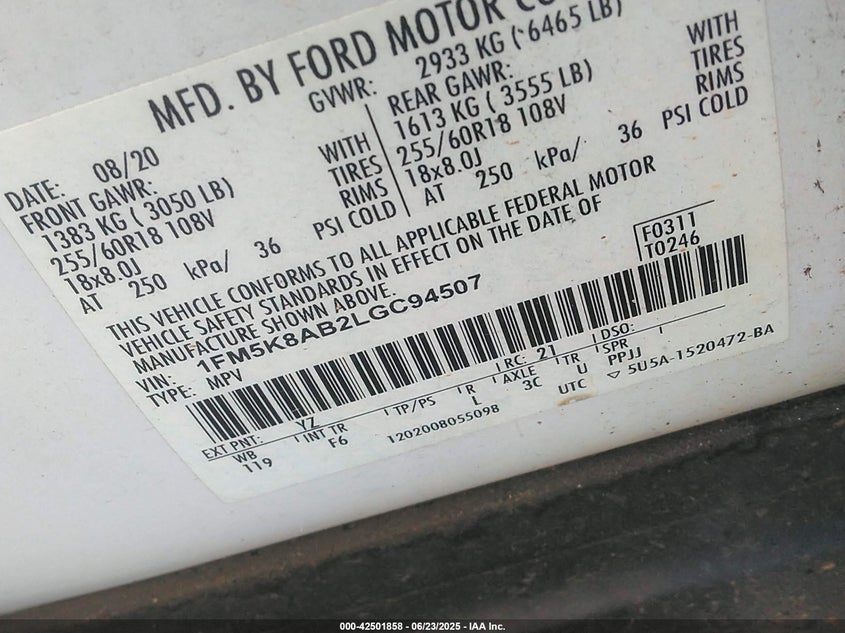 MFD. BY FORD MOTOR
DATE: 08/20
GVWR: 2933 KG ( 6465 LB)
FRONT GAWR:
1383 KG ( 3050 LB)
255/60R18 108V
18x8.0J
AT 250 kPa/ 36
WITH
TIRES
RIMS
PSI COLD
REAR GAWR:
1613 KG ( 3555 LB)
255/60R18 108V
18x8.0J
AT 250 kPa/ 36
WITH
TIRES
RIMS
PSI COLD
THIS VEHICLE CONFORMS TO ALL APPLICABLE FEDERAL MOTOR
VEHICLE SAFETY STANDARDS IN EFFECT ON THE DATE OF
MANUFACTURE SHOWN ABOVE.
F0311
T0246
VIN: 1FM5K8AB2LGC94507
TYPE: MPV
EXT PNT: YZ RC: 21 DSO:
WB INT TR TP/PS R AXLE TR SPR
119 F6 L 3C U PPJJ
1202008055098 UTC 5U5A-1520472-BA
000-42501858 - 06/23/2025 - IAA Inc.